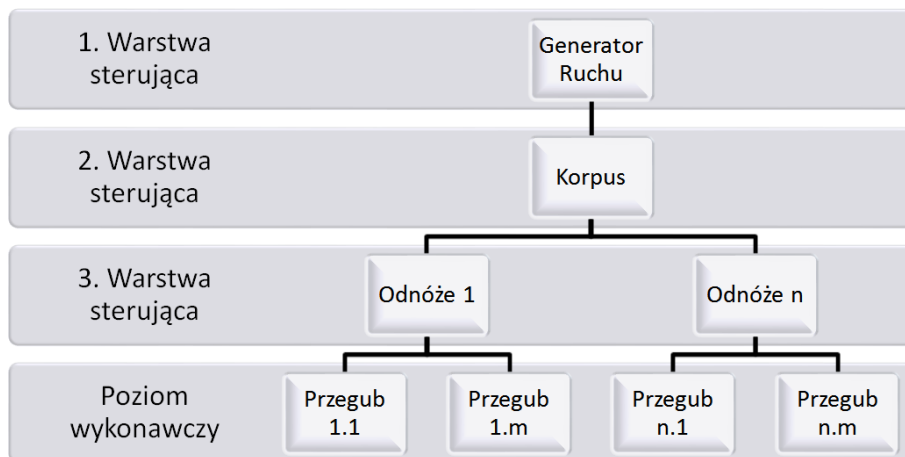 1. Warstwa
sterująca
Generator
Ruchu
2. Warstwa
sterująca
Korpus
3. Warstwa
sterująca
Odnóże 1
Odnóże n
Poziom
wykonawczy
Przegub
1.1
Przegub
1.m
Przegub
n.1
Przegub
n.m